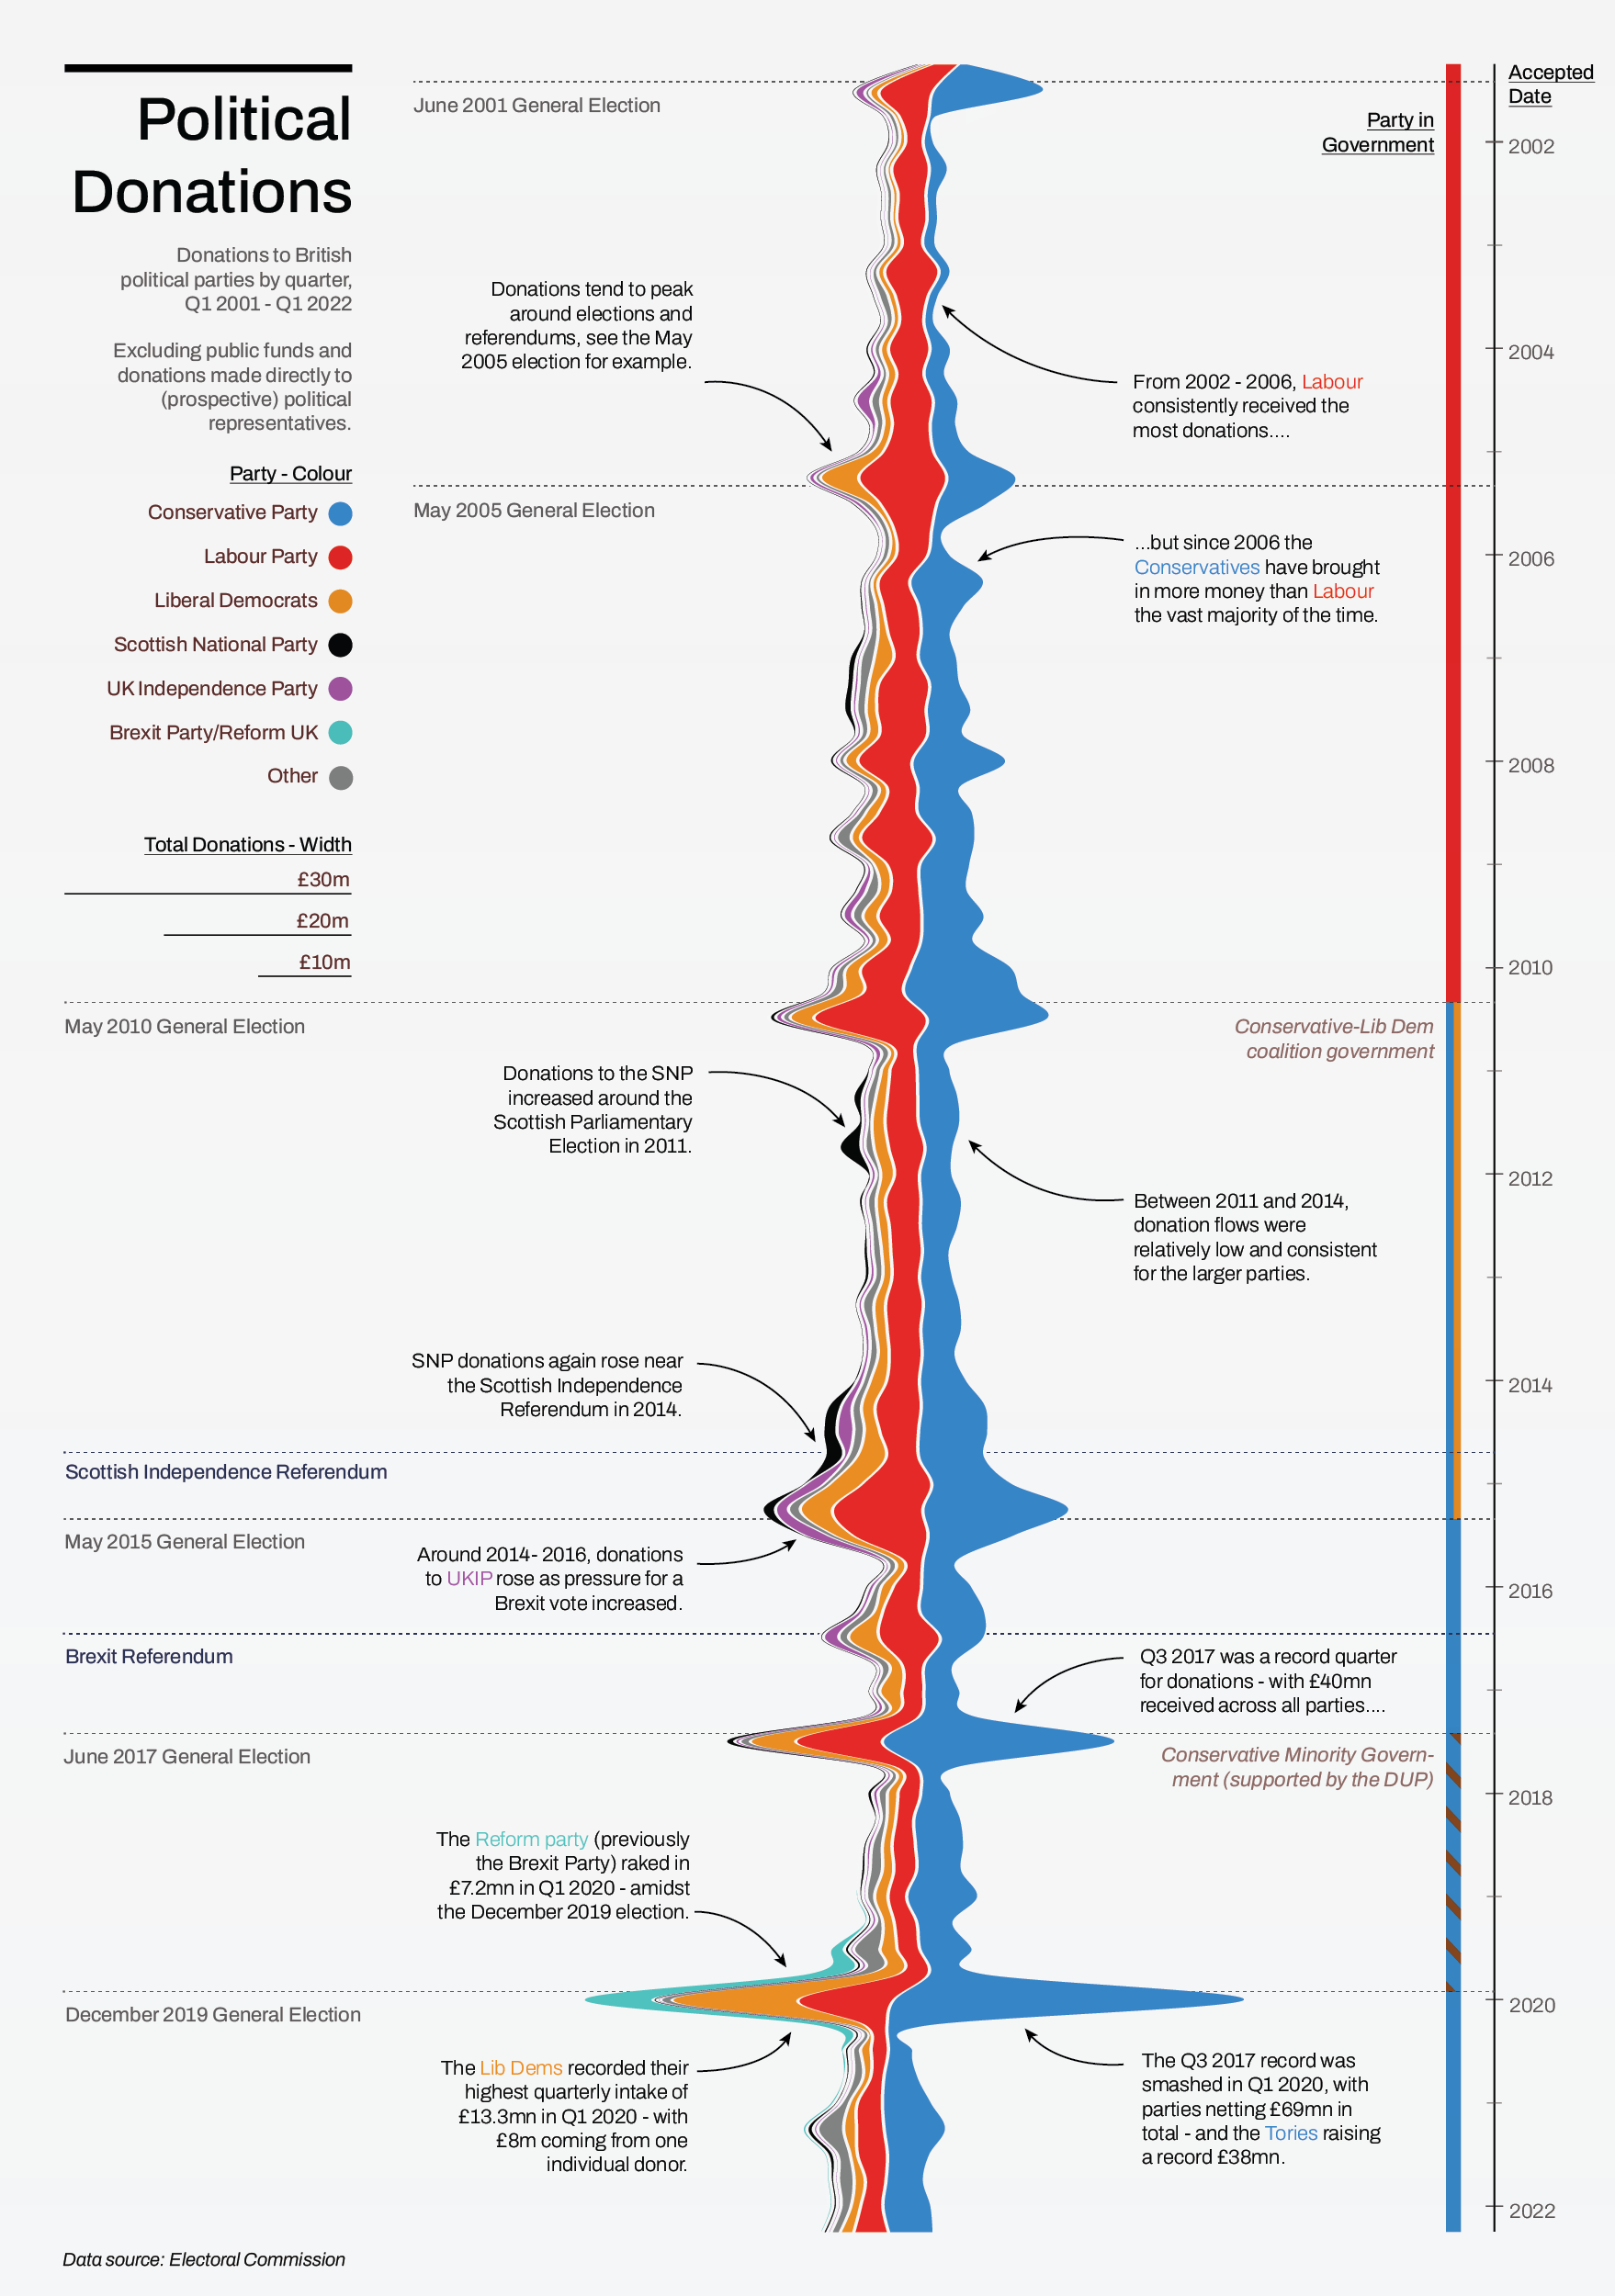 Political
Donations
Donations to British
political parties by quarter,
Q1 2001 - Q1 2022
Excluding public funds and
donations made directly to
(prospective) political
representatives.
Party - Colour
Conservative Party
Labour Party
Liberal Democrats
Scottish National Party
UK Independence Party
Brexit Party/Reform UK
Other
Total Donations - Width
£30m
£20m
£10m
Accepted
Date
Party in
Government
June 2001 General Election
2002
Donations tend to peak
around elections and
referendums, see the May
2005 election for example.
2004
From 2002 - 2006, Labour
consistently received the
most donations....
May 2005 General Election
...but since 2006 the
Conservatives have brought
in more money than Labour
the vast majority of the time.
2006
2008
2010
May 2010 General Election
Conservative-Lib Dem
coalition government
Donations to the SNP
increased around the
Scottish Parliamentary
Election in 2011.
2012
Between 2011 and 2014,
donation flows were
relatively low and consistent
for the larger parties.
SNP donations again rose near
the Scottish Independence
Referendum in 2014.
2014
Scottish Independence Referendum
May 2015 General Election
Around 2014- 2016, donations
to UKIP rose as pressure for a
Brexit vote increased.
2016
Brexit Referendum
Q3 2017 was a record quarter
for donations - with £40mn
received across all parties....
June 2017 General Election
Conservative Minority Govern-
ment (supported by the DUP)
2018
The Reform party (previously
the Brexit Party) raked in
£7.2mn in Q1 2020 - amidst
the December 2019 election.
December 2019 General Election
2020
The Lib Dems recorded their
highest quarterly intake of
£13.3mn in Q1 2020 - with
£8m coming from one
individual donor.
The Q3 2017 record was
smashed in Q1 2020, with
parties netting £69mn in
total - and the Tories raising
a record £38mn.
2022
Data source: Electoral Commission